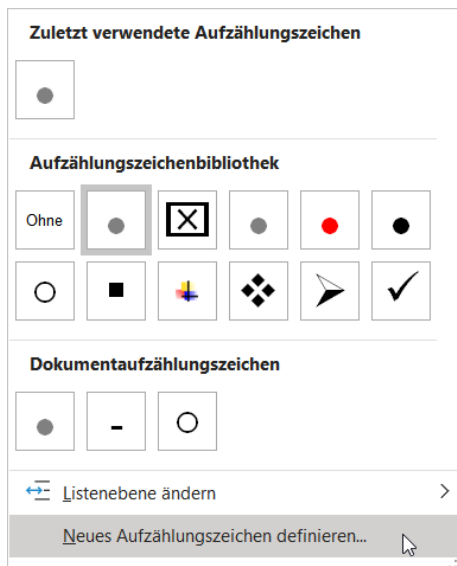 Zuletzt verwendete Aufzählungszeichen
Aufzählungszeichenbibliothek
Ohne
Dokumentaufzählungszeichen
Listenebene ändern
Neues Aufzählungszeichen definieren...